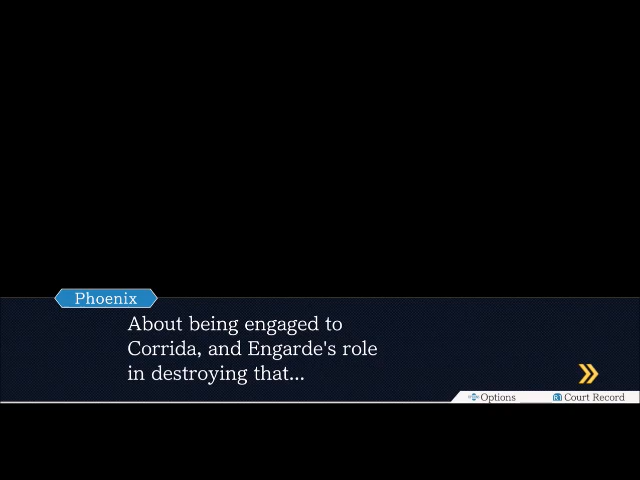 Phoenix
About being engaged to
Corrida, and Engarde's role
in destroying that...
Options
Court Record